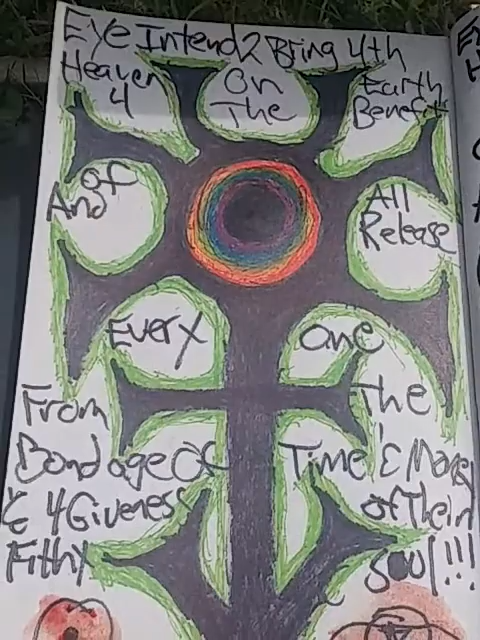 Eye Intend 2 Bring 4th
Heaven On Earth
4 The Benefit
of All
And Release
Every One
From The
Bondage Of Time & Money
& 4Giveness of Their
Filthy Soul!!!